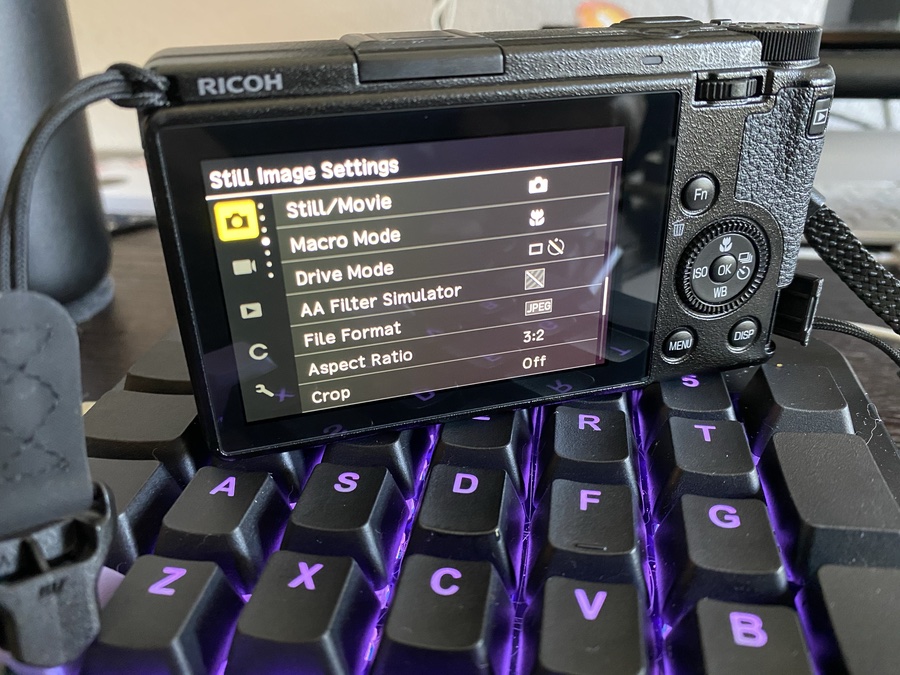 RICOH
Still Image Settings
Still/Movie
Macro Mode
Drive Mode
AA Filter Simulator
File Format JPEG
Aspect Ratio 3:2
Crop Off
Fn
ISO OK
WB
MENU DISP
5
R T
A S D F G
Z X C V B